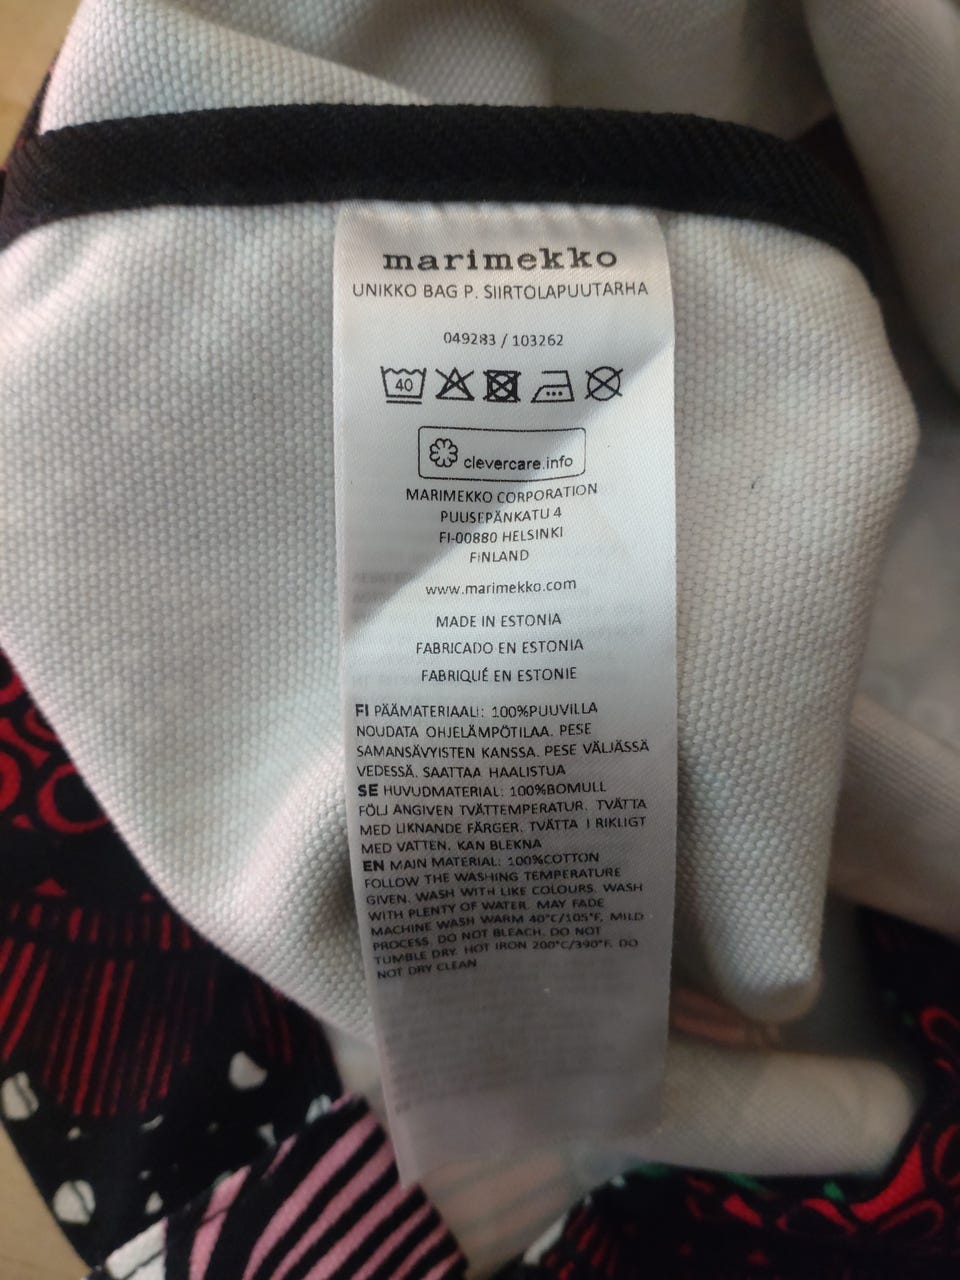 marimekko
UNIKKO BAG P. SIIRTOLAPUUTARHA
049283 / 103262
40
clevercare.info
MARIMEKKO CORPORATION
PUUSEPÄNKATU 4
FI-00880 HELSINKI
FINLAND
www.marimekko.com
MADE IN ESTONIA
FABRICADO EN ESTONIA
FABRIQUÉ EN ESTONIE
FI PÄÄMATERIAALI: 100%PUUVILLA
NOUDATA OHJELÄMPÖTILAA. PESE
SAMANSÄVYISTEN KANSSA. PESE VÄLJÄSSÄ
VEDESSÄ. SAATTAA HAALISTUA
SE HUVUDMATERIAL: 100%BOMULL
FÖLJ ANGIVEN TVÄTTEMPERATUR. TVÄTTA
MED LIKNANDE FÄRGER. TVÄTTA I RIKLIGT
MED VATTEN. KAN BLEKNA
EN MAIN MATERIAL: 100%COTTON
FOLLOW THE WASHING TEMPERATURE
GIVEN. WASH WITH LIKE COLOURS. WASH
WITH PLENTY OF WATER. MAY FADE
MACHINE WASH WARM 40°C/105°F, MILD
PROCESS. DO NOT BLEACH. DO NOT
TUMBLE DRY. HOT IRON 200°C/390°F. DO
NOT DRY CLEAN